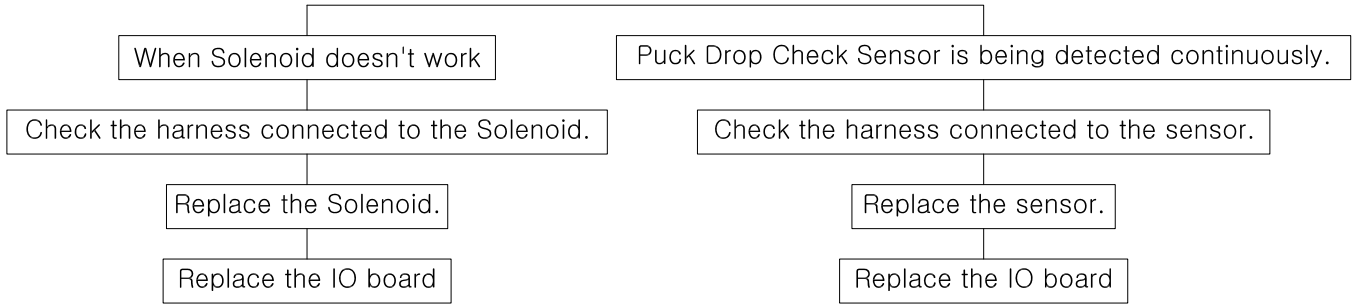 When Solenoid doesn't work
Check the harness connected to the Solenoid.
Replace the Solenoid.
Replace the IO board
Puck Drop Check Sensor is being detected continuously.
Check the harness connected to the sensor.
Replace the sensor.
Replace the IO board